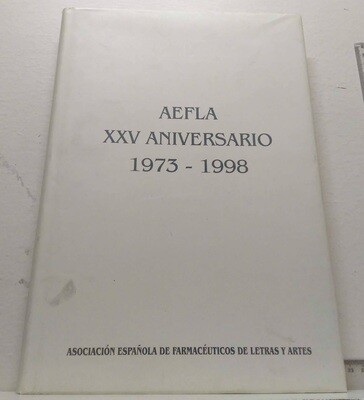 AEFLA
XXV ANIVERSARIO
1973 - 1998
ASOCIACIÓN ESPAÑOLA DE FARMACÉUTICOS DE LETRAS Y ARTES